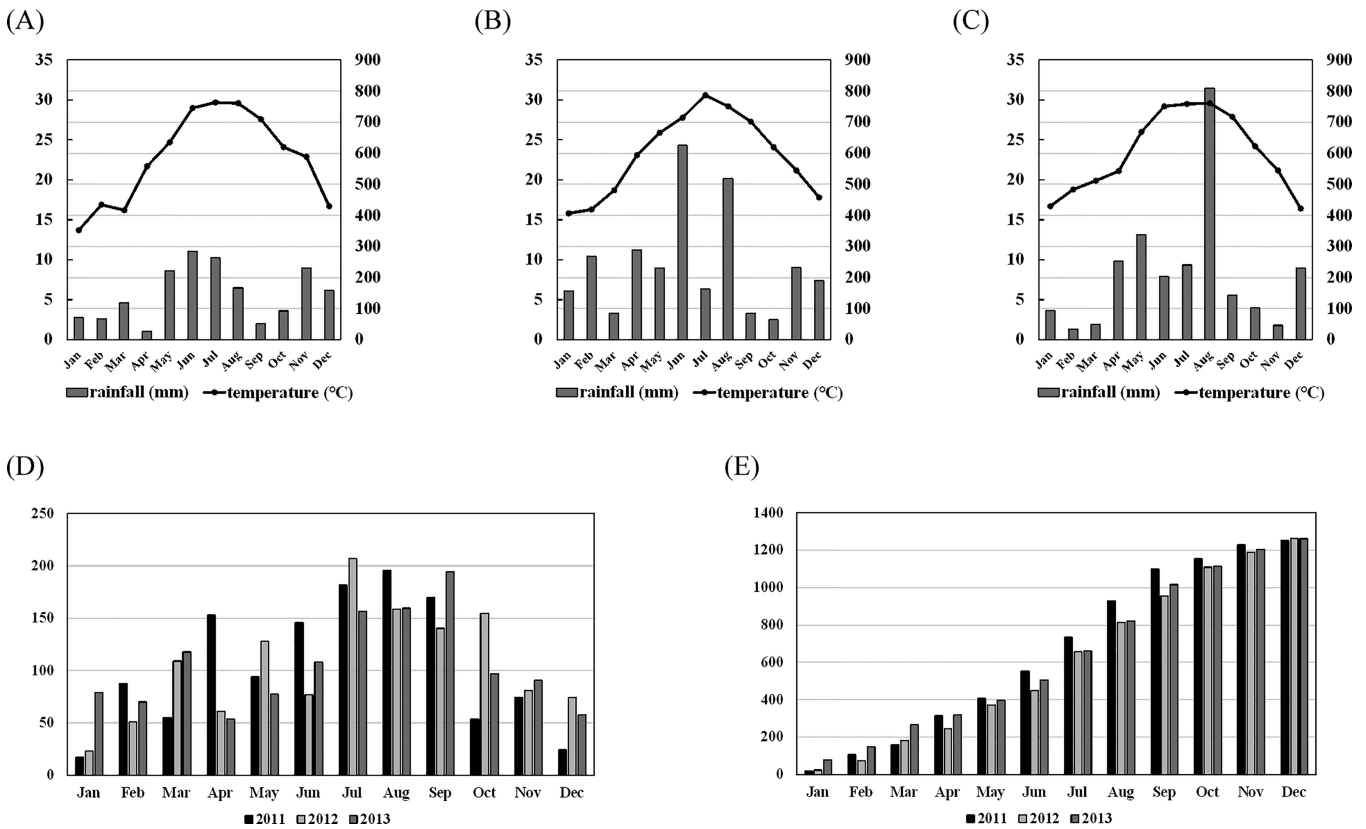 (A)
(B)
(C)
35 900 35 900 35 900
30 800 30 800 30 800
700 700 700
25 600 25 600 25 600
20 500 20 500 20 500
15 400 15 400 15 400
300 300 300
10 200 10 200 10 200
5 100 5 100 5 100
0 0 0 0 0 0
Jan Feb Mar Apr May Jun Jul Aug Sep Oct Nov Dec
Jan Feb Mar Apr May Jun Jul Aug Sep Oct Nov Dec
Jan Feb Mar Apr May Jun Jul Aug Sep Oct Nov Dec
rainfall (mm) temperature (°C)
rainfall (mm) temperature (°C)
rainfall (mm) temperature (°C)
(D)
250
200
150
100
50
0
Jan Feb Mar Apr May Jun Jul Aug Sep Oct Nov Dec
2011 2012 2013
(E)
1400
1200
1000
800
600
400
200
0
Jan Feb Mar Apr May Jun Jul Aug Sep Oct Nov Dec
2011 2012 2013